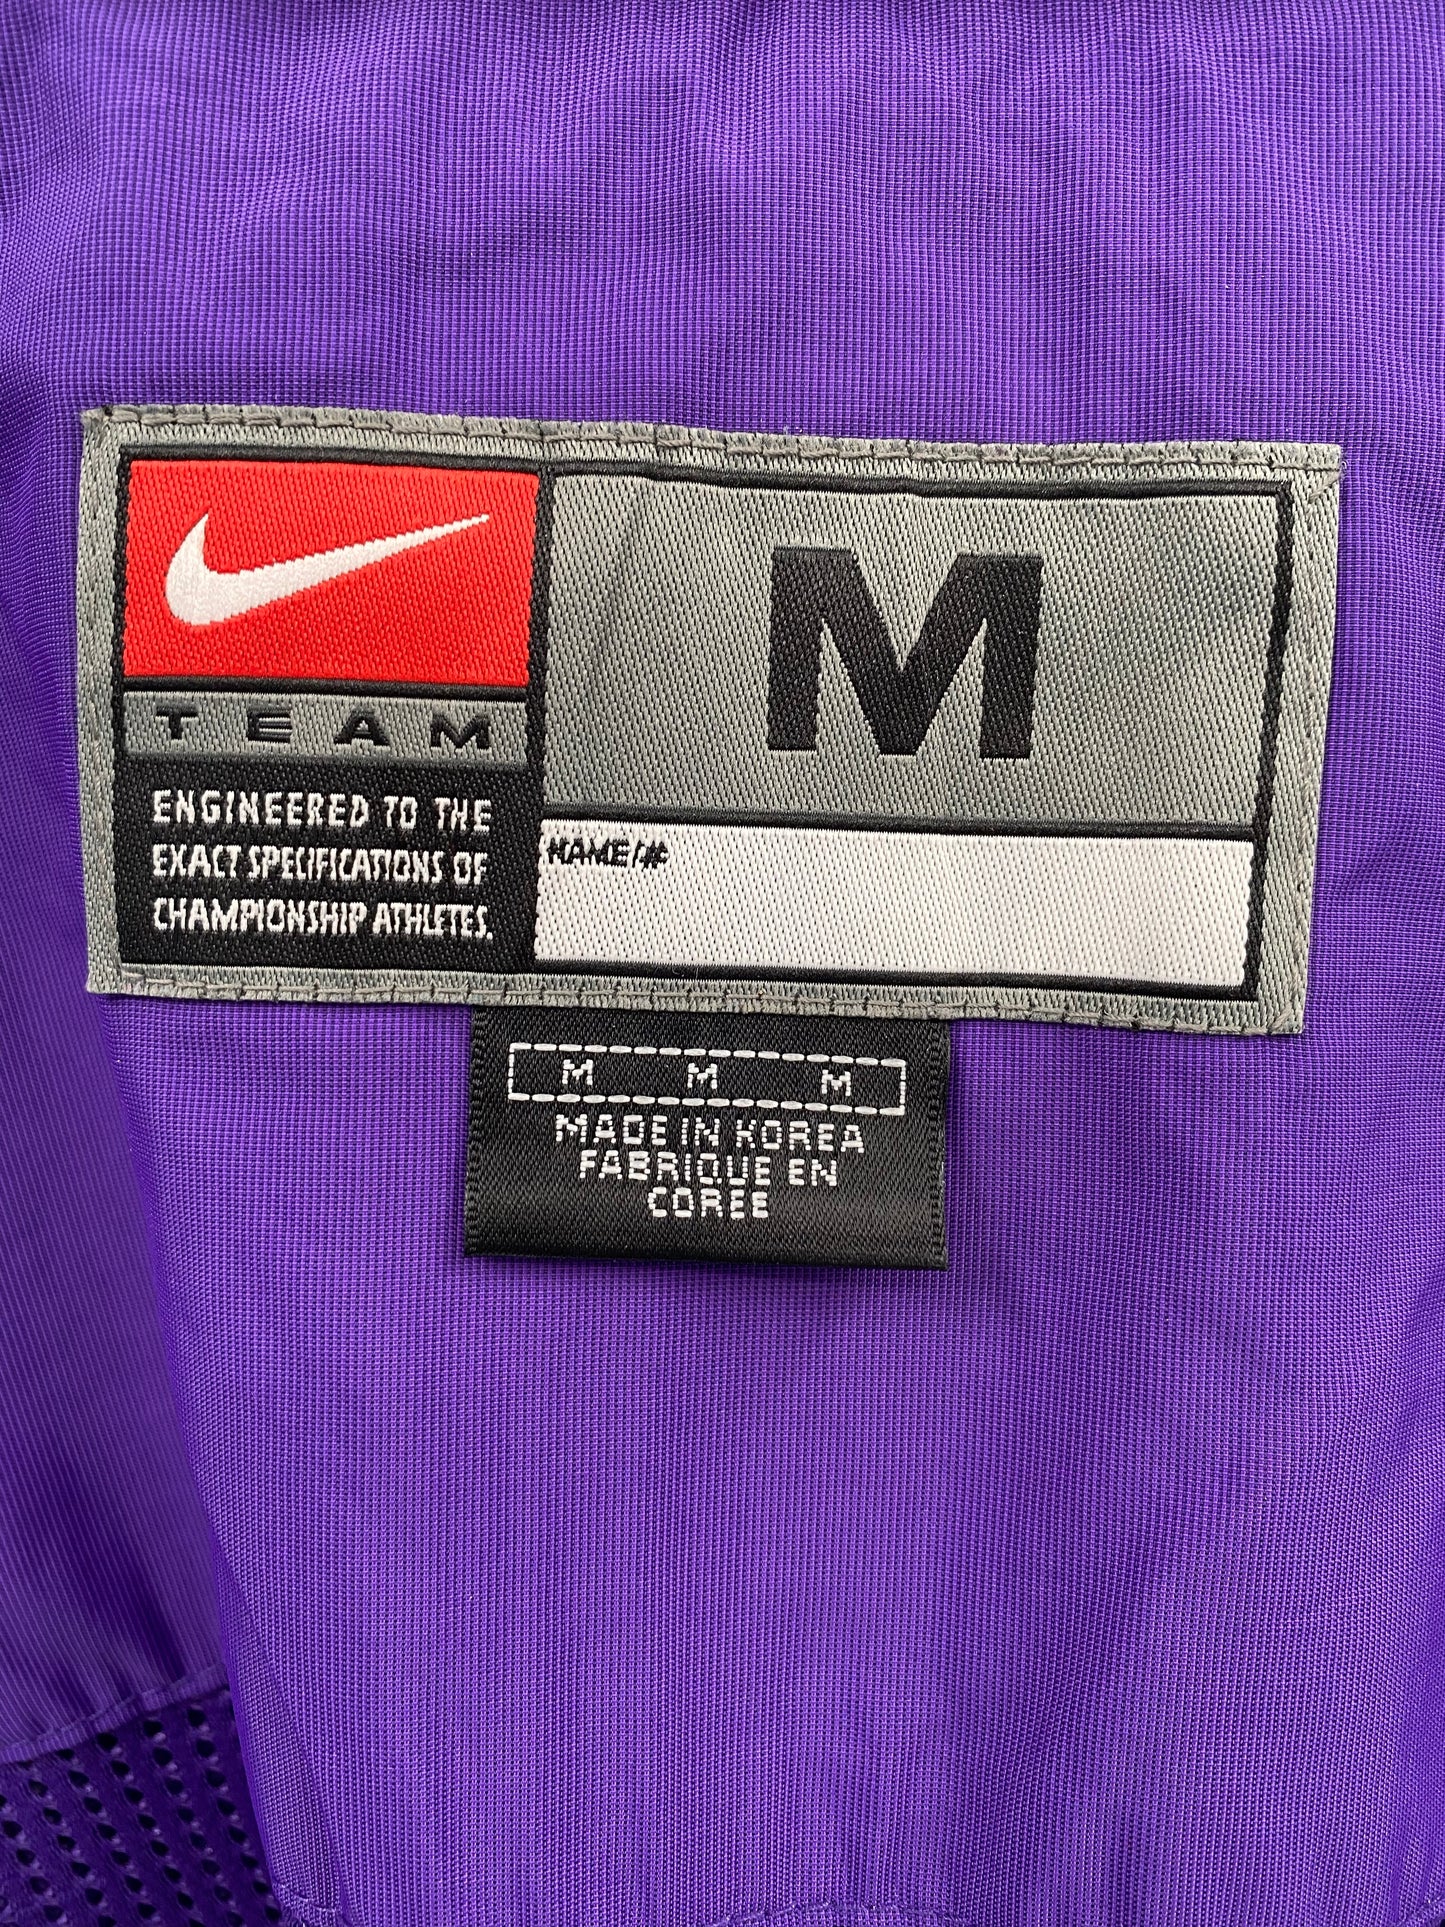 M
TEAM
ENGINEERED TO THE
EXACT SPECIFICATIONS OF
CHAMPIONSHIP ATHLETES.
NAME/#
M M M
MADE IN KOREA
FABRIQUE EN
COREE